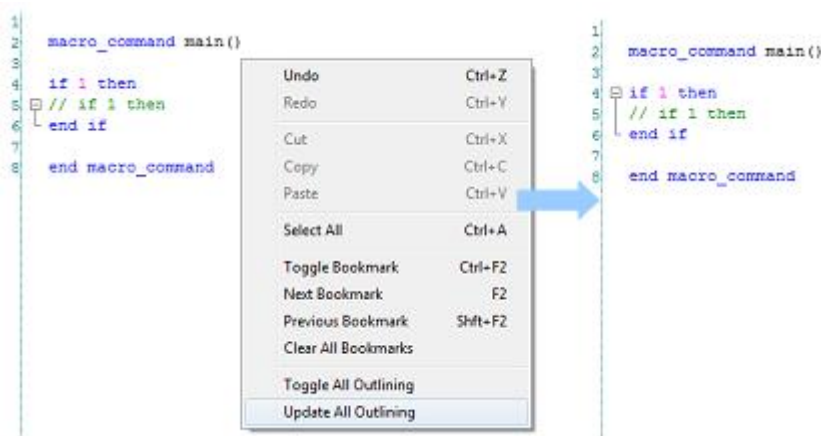 1
2 macro_command main()
3
4 if 1 then
5 // if 1 then
6 end if
7
8 end macro_command
Undo Ctrl+Z
Redo Ctrl+Y
Cut Ctrl+X
Copy Ctrl+C
Paste Ctrl+V
Select All Ctrl+A
Toggle Bookmark Ctrl+F2
Next Bookmark F2
Previous Bookmark Shft+F2
Clear All Bookmarks
Toggle All Outlining
Update All Outlining
1
2 macro_command main()
3
4 if 1 then
5 // if 1 then
6 end if
7
8 end macro_command